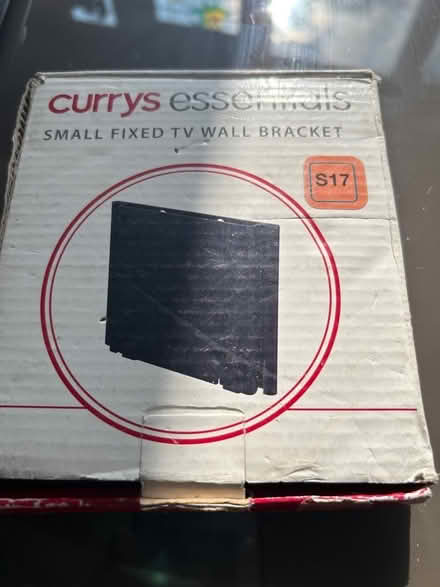 currys essentials
SMALL FIXED TV WALL BRACKET
S17